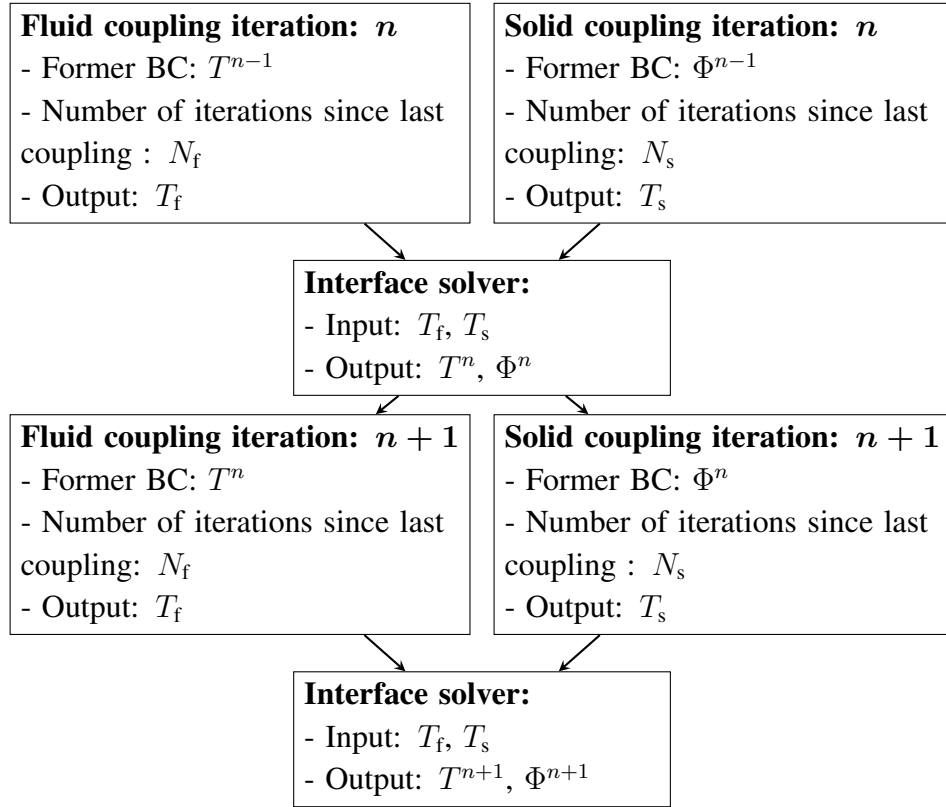 Fluid coupling iteration: n
- Former BC: T^{n−1}
- Number of iterations since last
coupling : N_f
- Output: T_f
Solid coupling iteration: n
- Former BC: Φ^{n−1}
- Number of iterations since last
coupling: N_s
- Output: T_s
Interface solver:
- Input: T_f, T_s
- Output: T^n, Φ^n
Fluid coupling iteration: n + 1
- Former BC: T^n
- Number of iterations since last
coupling: N_f
- Output: T_f
Solid coupling iteration: n + 1
- Former BC: Φ^n
- Number of iterations since last
coupling : N_s
- Output: T_s
Interface solver:
- Input: T_f, T_s
- Output: T^{n+1}, Φ^{n+1}